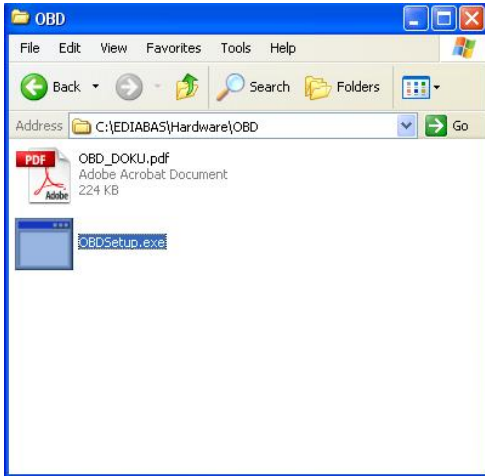 OBD
File Edit View Favorites Tools Help
Back Search Folders
Address C:\EDIABAS\Hardware\OBD Go
PDF
Adobe
OBD_DOKU.pdf
Adobe Acrobat Document
224 KB
OBDSetup.exe